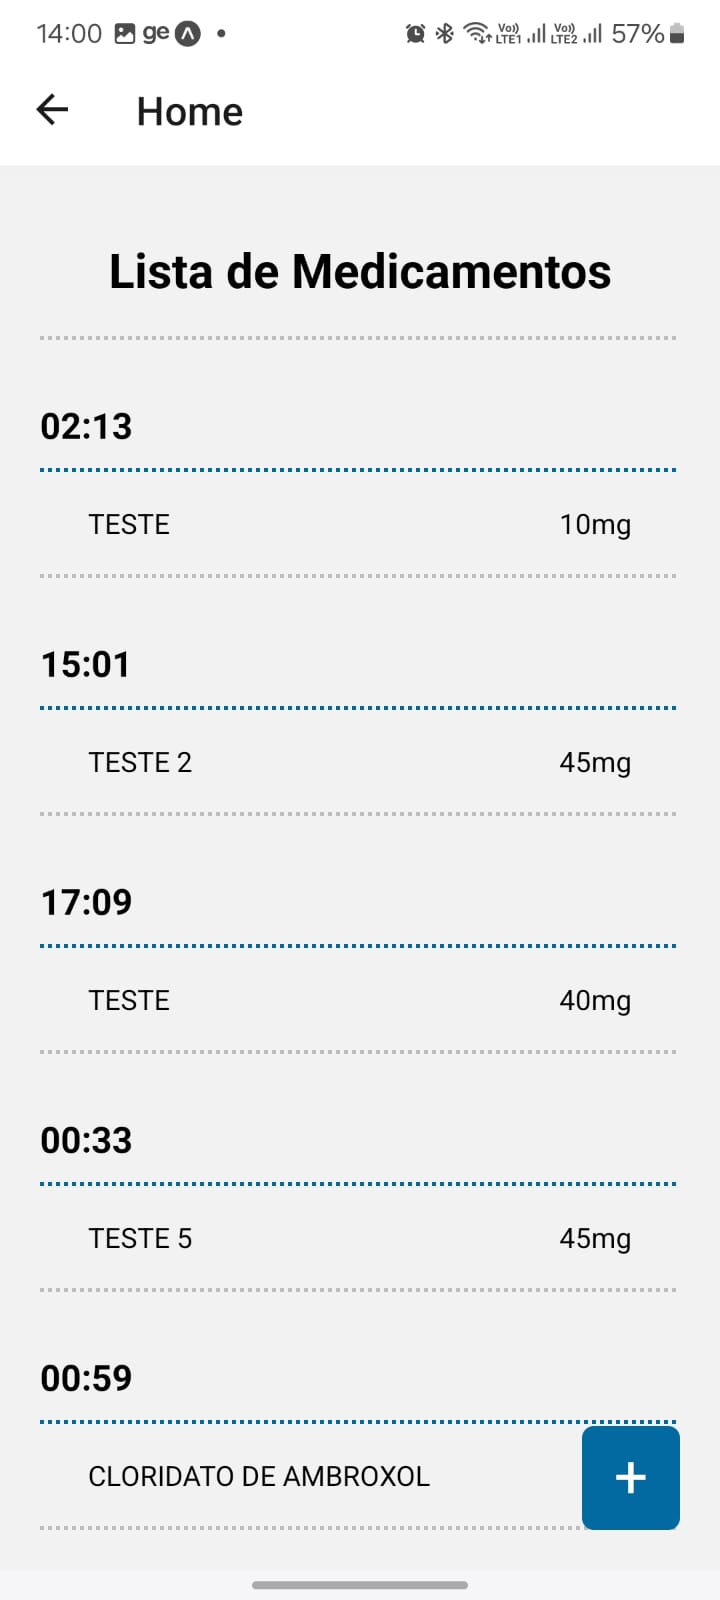 14:00 ge
Vo)) LTE1 Vo)) LTE2 57%
Home
Lista de Medicamentos
02:13
TESTE 10mg
15:01
TESTE 2 45mg
17:09
TESTE 40mg
00:33
TESTE 5 45mg
00:59
CLORIDATO DE AMBROXOL
+